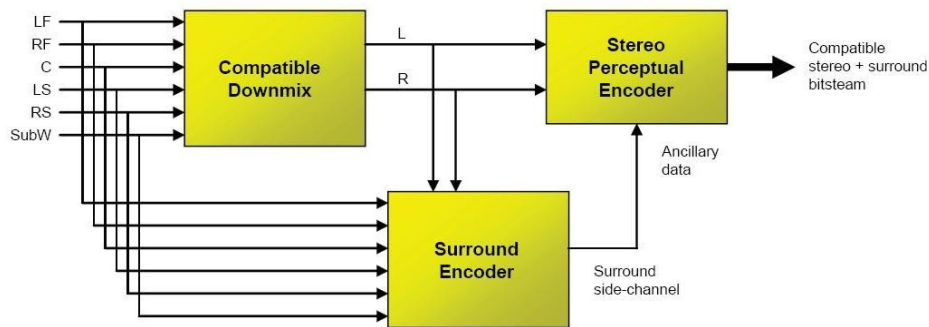 LF
RF
C
LS
RS
SubW
Compatible
Downmix
L
R
Stereo
Perceptual
Encoder
Compatible
stereo + surround
bitsteam
Ancillary
data
Surround
Encoder
Surround
side-channel